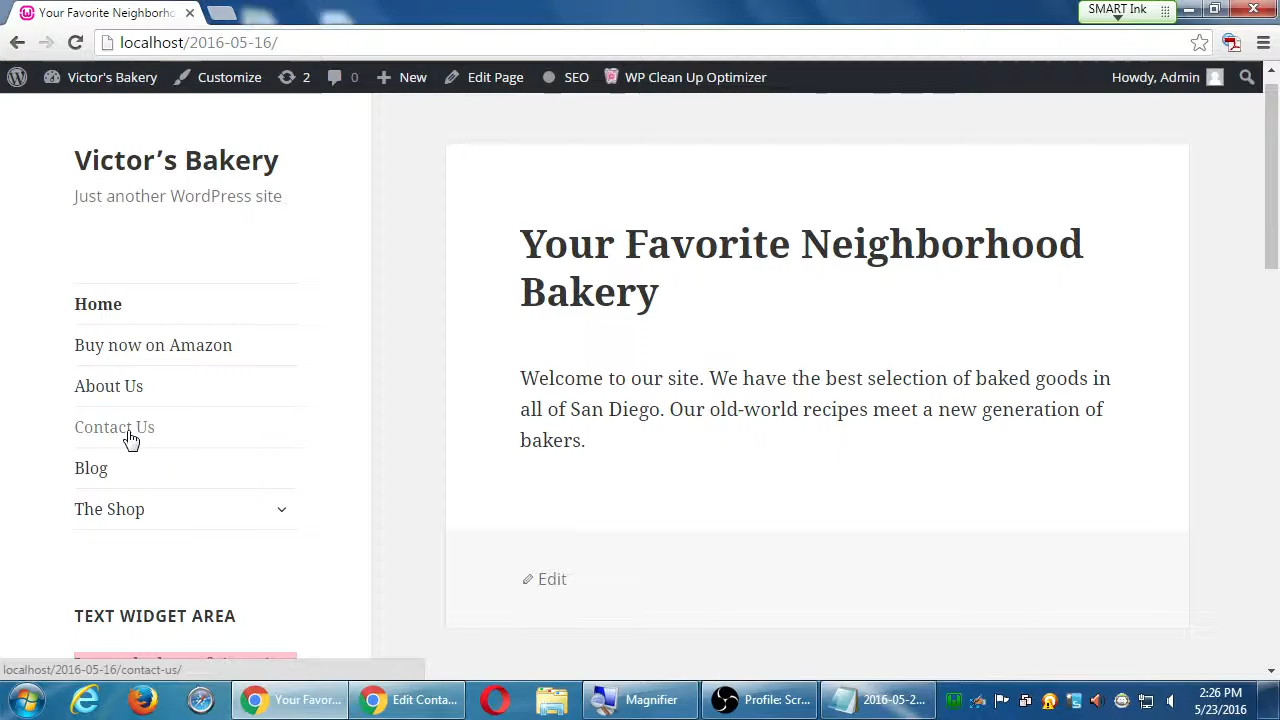 Your Favorite Neighborho
SMART Ink
localhost/2016-05-16/
Victor's Bakery Customize 2 0 New Edit Page SEO WP Clean Up Optimizer Howdy, Admin
Victor’s Bakery
Just another WordPress site
Home
Buy now on Amazon
About Us
Contact Us
Blog
The Shop
TEXT WIDGET AREA
Your Favorite Neighborhood
Bakery
Welcome to our site. We have the best selection of baked goods in
all of San Diego. Our old-world recipes meet a new generation of
bakers.
Edit
localhost/2016-05-16/contact-us/
Your Favor... Edit Conta... Magnifier Profile: Scr... 2016-05-2...
2:26 PM
5/23/2016